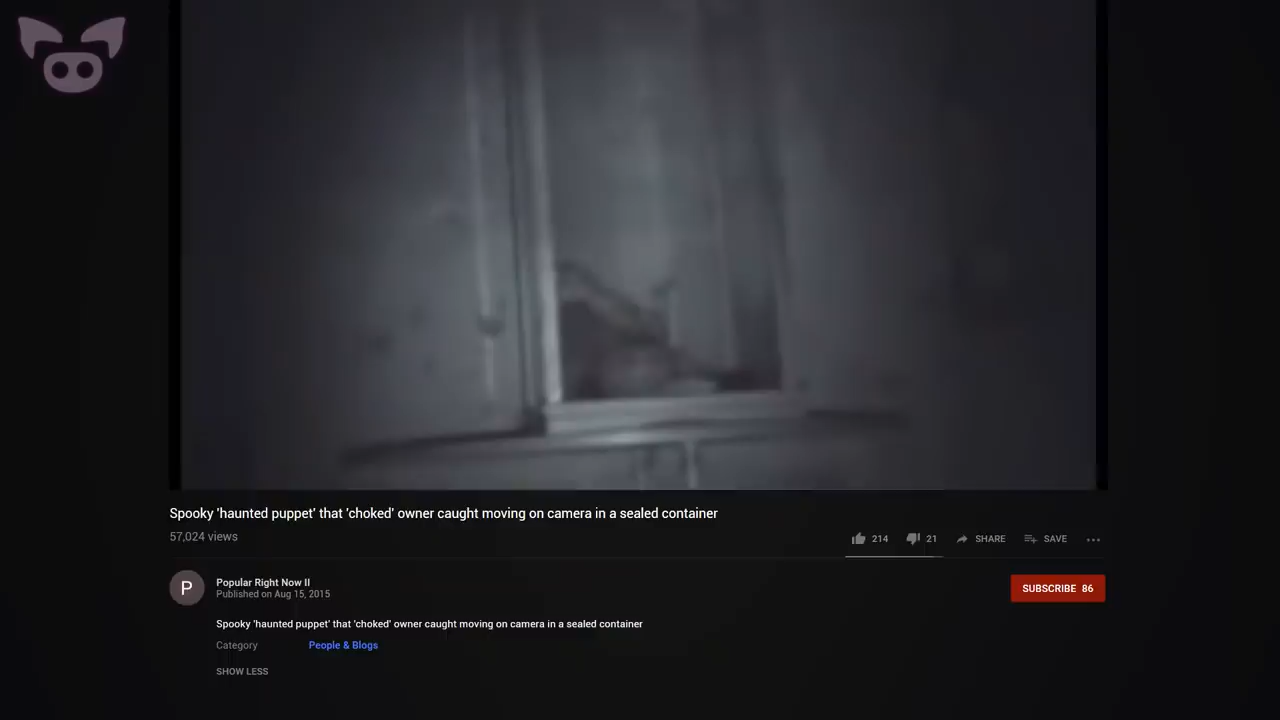 Spooky 'haunted puppet' that 'choked' owner caught moving on camera in a sealed container
57,024 views
214
21
SHARE
SAVE
P
Popular Right Now II
Published on Aug 15, 2015
SUBSCRIBE 86
Spooky 'haunted puppet' that 'choked' owner caught moving on camera in a sealed container
Category
People & Blogs
SHOW LESS